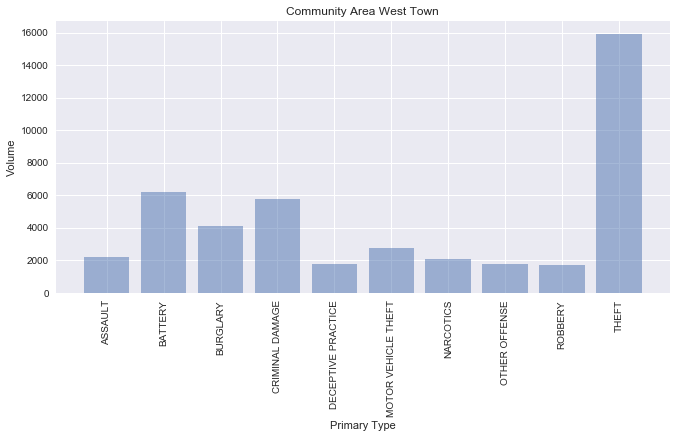 Community Area West Town
Volume
16000
14000
12000
10000
8000
6000
4000
2000
0
ASSAULT
BATTERY
BURGLARY
CRIMINAL DAMAGE
DECEPTIVE PRACTICE
MOTOR VEHICLE THEFT
NARCOTICS
OTHER OFFENSE
ROBBERY
THEFT
Primary Type